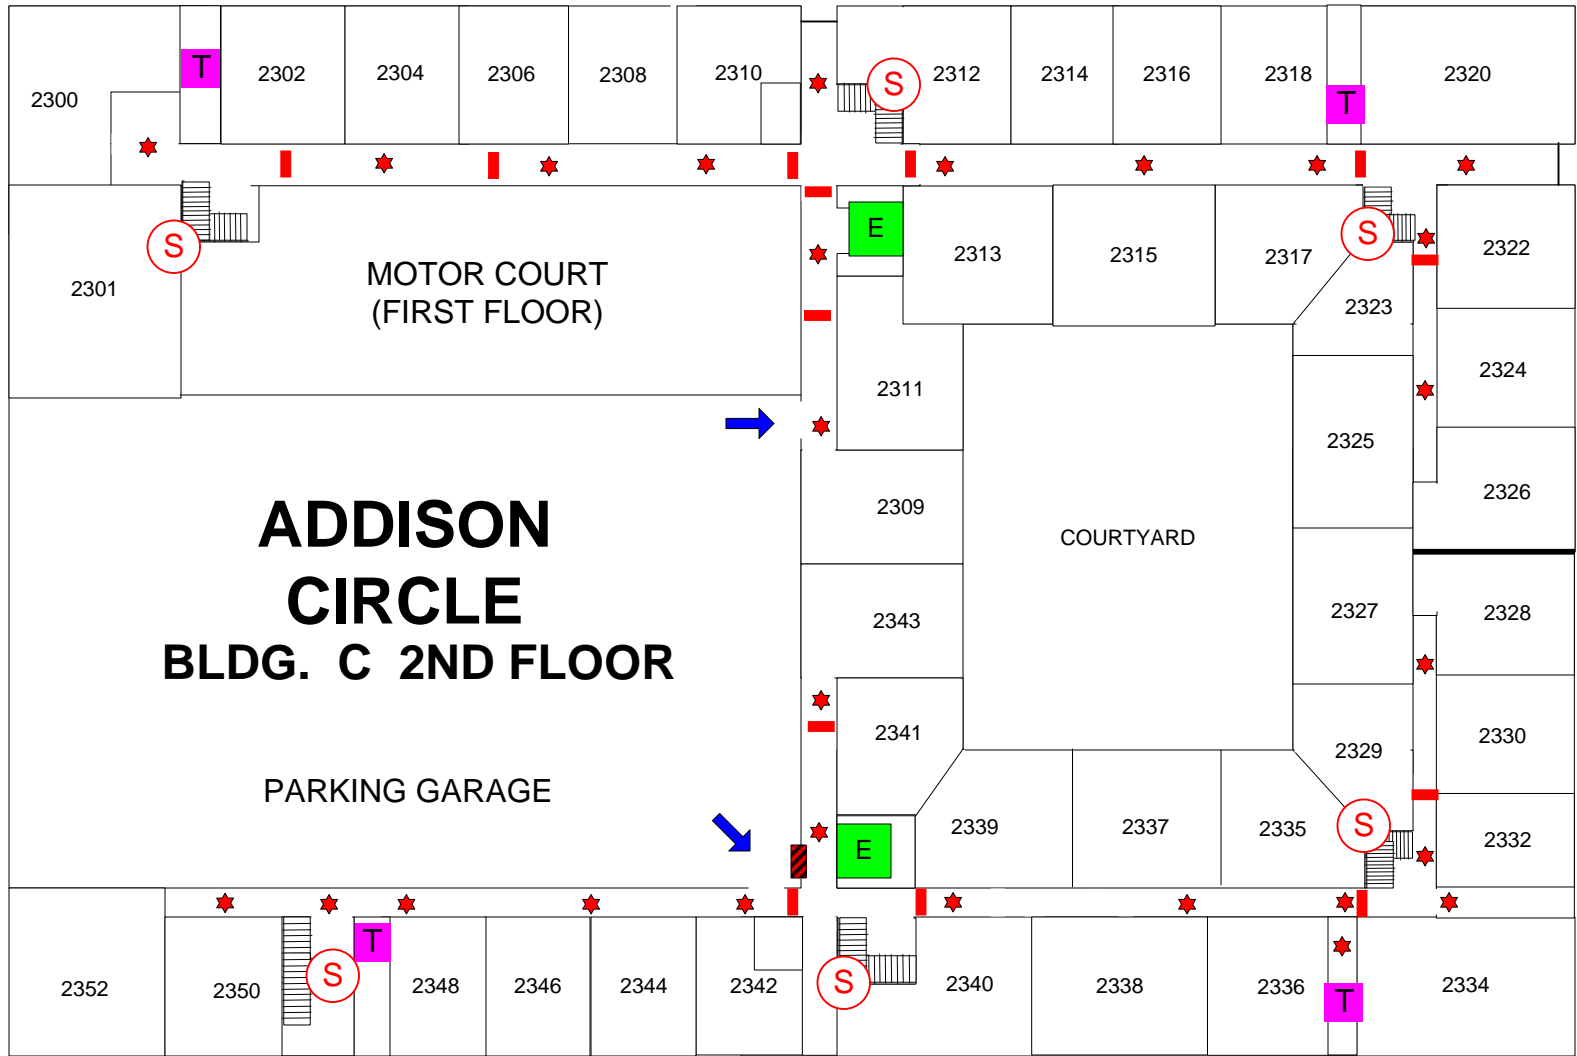 T
2302
2304
2306
2308
2310
S
2312
2314
2316
2318
T
2320
2300
S
2301
MOTOR COURT
(FIRST FLOOR)
E
2313
2315
2317
S
2322
2323
2311
2324
2325
2326
2309
ADDISON
CIRCLE
BLDG. C 2ND FLOOR
COURTYARD
2343
2327
2328
2341
2329
2330
PARKING GARAGE
E
2339
2337
2335
S
2332
2352
2350
S
T
2348
2346
2344
2342
S
2340
2338
2336
T
2334